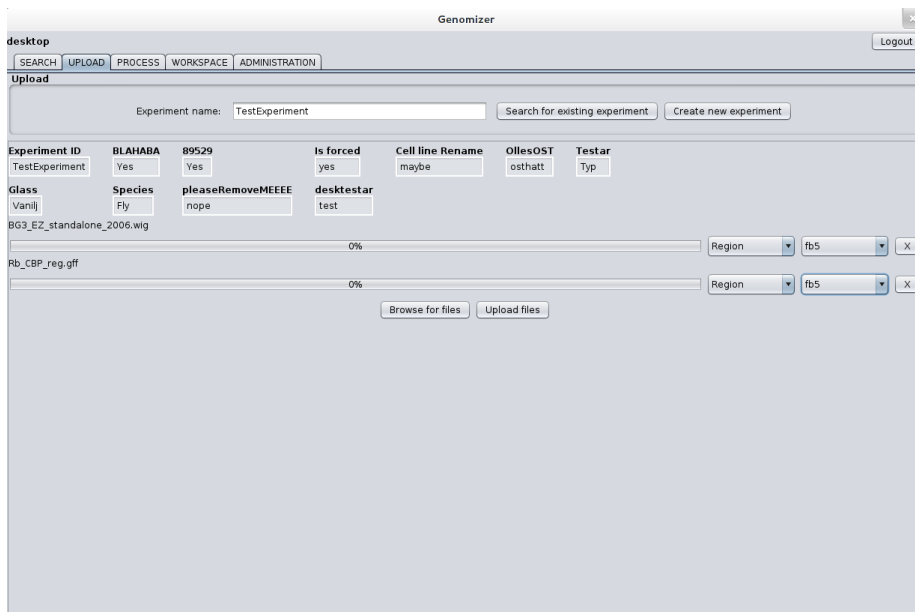 Genomizer
x
desktop
Logout
SEARCH UPLOAD PROCESS WORKSPACE ADMINISTRATION
Upload
Experiment name: TestExperiment Search for existing experiment Create new experiment
Experiment ID BLAHABA 89529 Is forced Cell line Rename OllesOST Testar
TestExperiment Yes Yes yes maybe osthatt Typ
Glass Species pleaseRemoveMEEEE desktestar
Vanilj Fly nope test
BG3_EZ_standalone_2006.wig
0% Region fb5 X
Rb_CBP_reg.gff
0% Region fb5 X
Browse for files Upload files